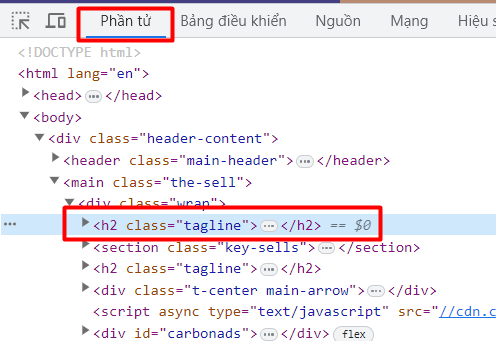 Phần tử Bảng điều khiển Nguồn Mạng Hiệu s
<!DOCTYPE html>
<html lang="en">
<head> ⋯ </head>
<body>
<div class="header-content">
<header class="main-header"> ⋯ </header>
<main class="the-sell">
<div class="wrap">
⋯ <h2 class="tagline"> ⋯ </h2> == $0
<section class="key-sells"> ⋯ </section>
<h2 class="tagline"> ⋯ </h2>
<div class="t-center main-arrow"> ⋯ </div>
<script async type="text/javascript" src="//cdn.c
<div id="carbonads"> ⋯ </div> flex